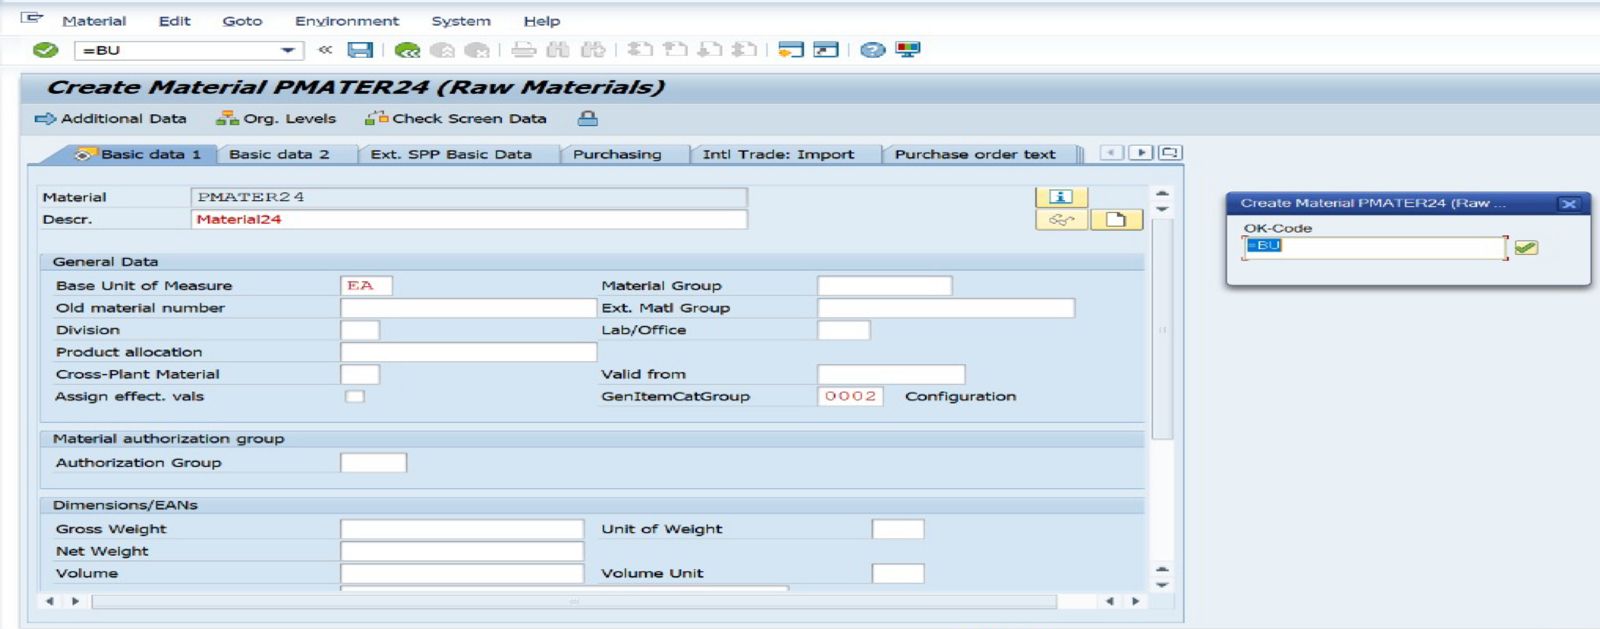 Material Edit Goto Environment System Help
=BU
Create Material PMATER24 (Raw Materials)
Additional Data Org. Levels Check Screen Data
Basic data 1 Basic data 2 Ext. SPP Basic Data Purchasing Intl Trade: Import Purchase order text
Material PMATER24
Descr. Material24
Create Material PMATER24 (Raw ...
OK-Code
=BU
General Data
Base Unit of Measure EA Material Group
Old material number Ext. Matl Group
Division Lab/Office
Product allocation
Cross-Plant Material Valid from
Assign effect. vals GenItemCatGroup 0002 Configuration
Material authorization group
Authorization Group
Dimensions/EANs
Gross Weight Unit of Weight
Net Weight
Volume Volume Unit